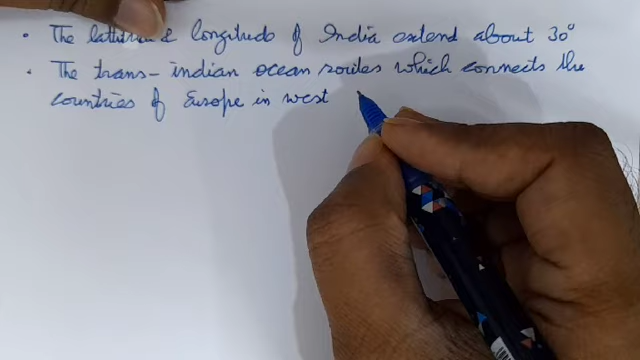 • The & longitude of India extend about 30°
• The trans-indian ocean routes which connects the
countries of Europe in west